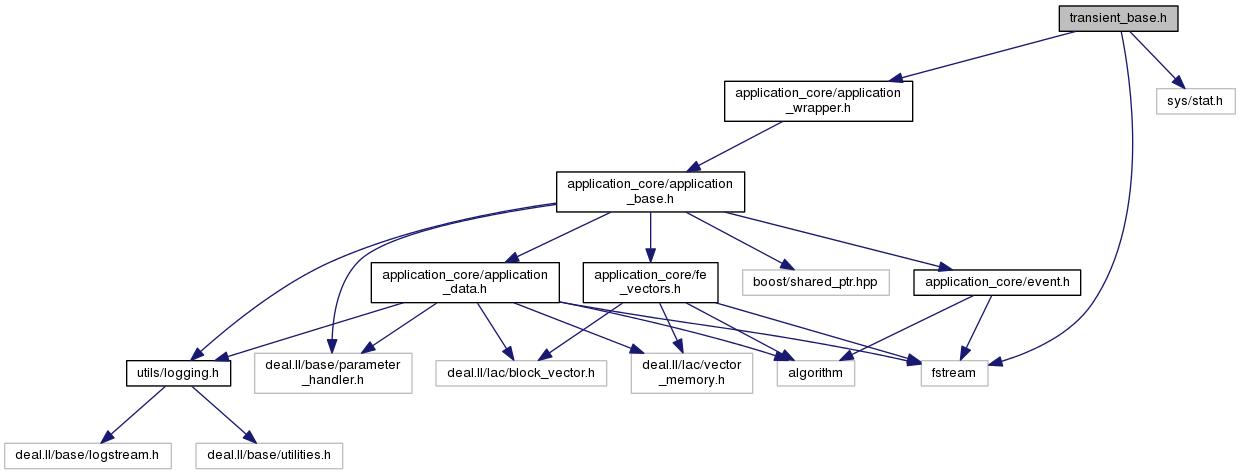 transient_base.h
application_core/application
_wrapper.h
sys/stat.h
application_core/application
_base.h
application_core/application
_data.h
application_core/fe
_vectors.h
boost/shared_ptr.hpp
application_core/event.h
utils/logging.h
deal.II/base/parameter
_handler.h
deal.II/lac/block_vector.h
deal.II/lac/vector
_memory.h
algorithm
fstream
deal.II/base/logstream.h
deal.II/base/utilities.h